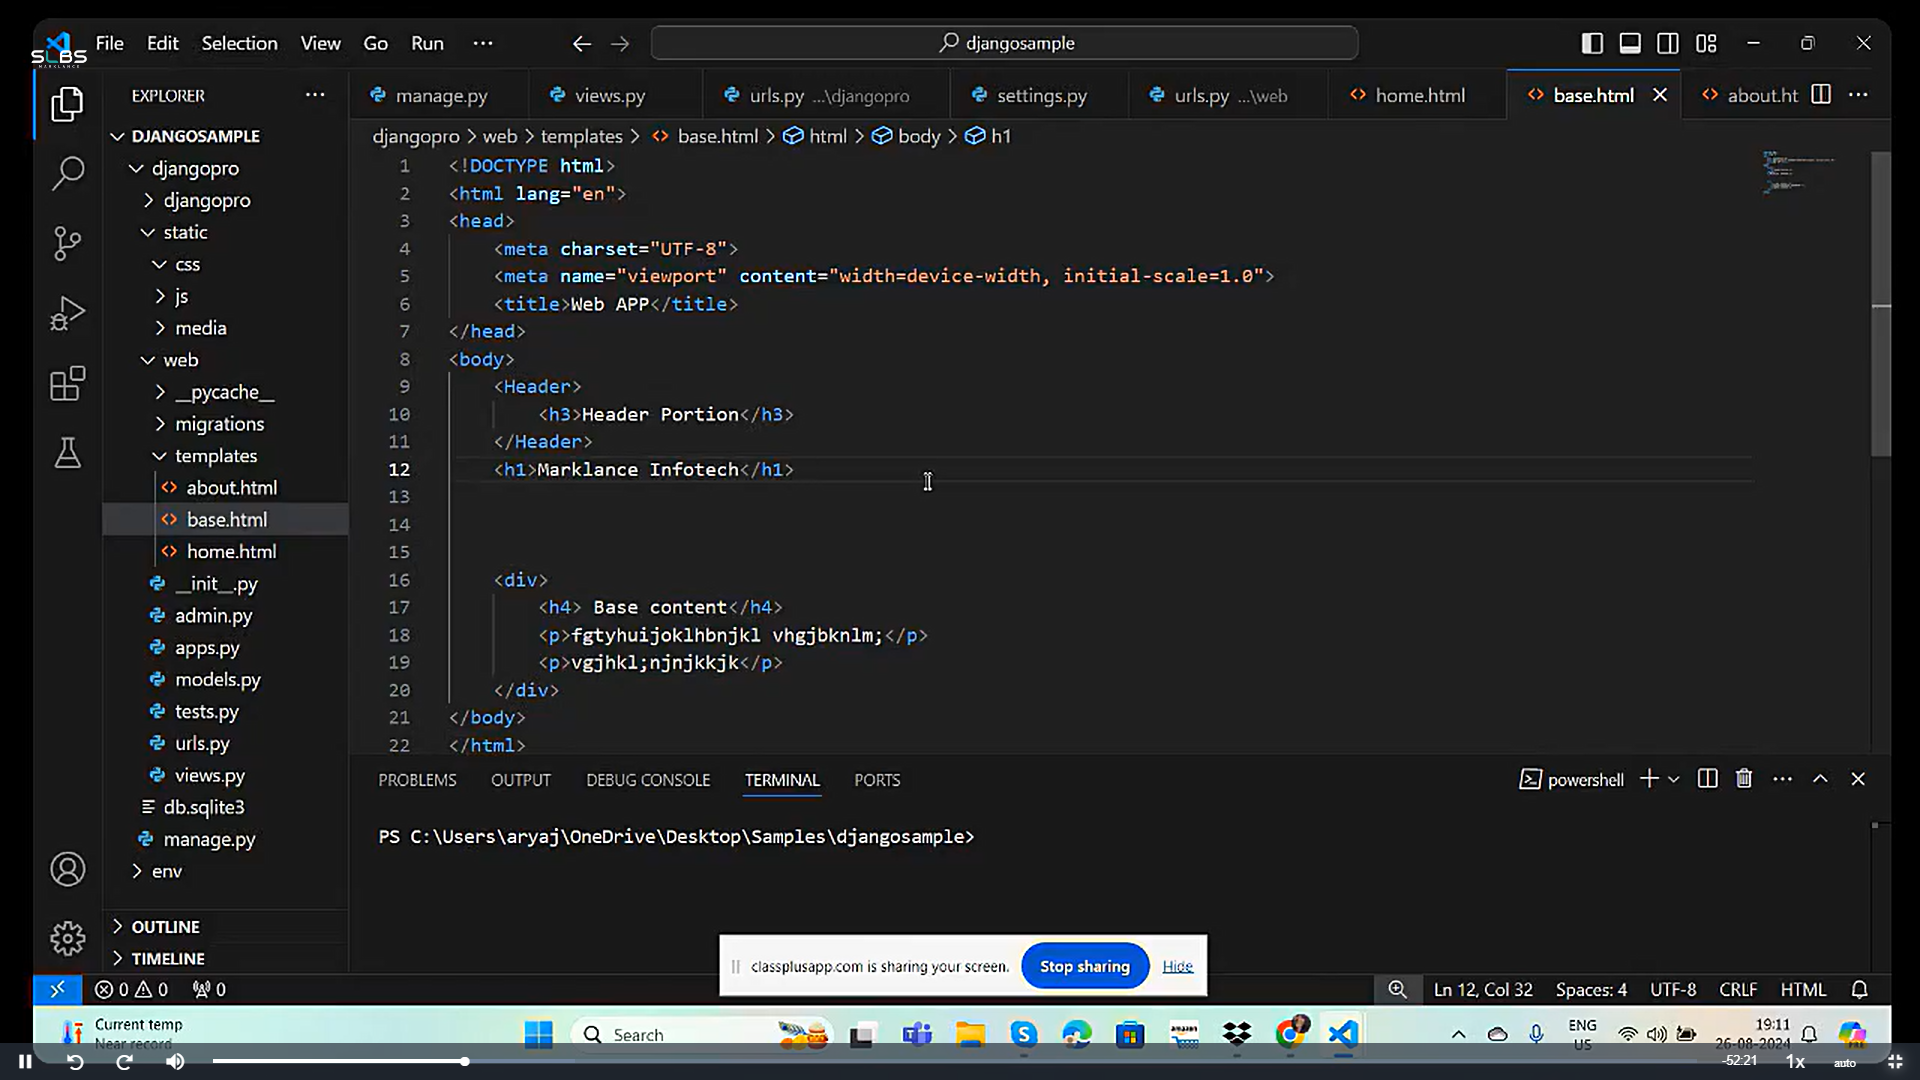 SLBS
File Edit Selection View Go Run ···
djangosample
EXPLORER ···
DJANGOSAMPLE
djangopro
djangopro
static
css
js
media
web
__pycache__
migrations
templates
about.html
base.html
home.html
__init__.py
admin.py
apps.py
models.py
tests.py
urls.py
views.py
db.sqlite3
manage.py
env
OUTLINE
TIMELINE
manage.py views.py urls.py ...\djangopro settings.py urls.py ...\web home.html base.html about.ht
djangopro > web > templates > base.html > html > body > h1
1 <!DOCTYPE html>
2 <html lang="en">
3 <head>
4 <meta charset="UTF-8">
5 <meta name="viewport" content="width=device-width, initial-scale=1.0">
6 <title>Web APP</title>
7 </head>
8 <body>
9 <Header>
10 <h3>Header Portion</h3>
11 </Header>
12 <h1>Marklance Infotech</h1>
13
14
15
16 <div>
17 <h4> Base content</h4>
18 <p>fgtyhuijoklhbnjkl vhgjbknlm;</p>
19 <p>vgjhkl;njnjkkjk</p>
20 </div>
21 </body>
22 </html>
PROBLEMS OUTPUT DEBUG CONSOLE TERMINAL PORTS
powershell
PS C:\Users\aryaj\OneDrive\Desktop\Samples\djangosample>
classplusapp.com is sharing your screen. Stop sharing Hide
0 0 0
Ln 12, Col 32 Spaces: 4 UTF-8 CRLF HTML
Current temp
Near record
Search
ENG
US
19:11
26-08-2024
-52:21 1x auto